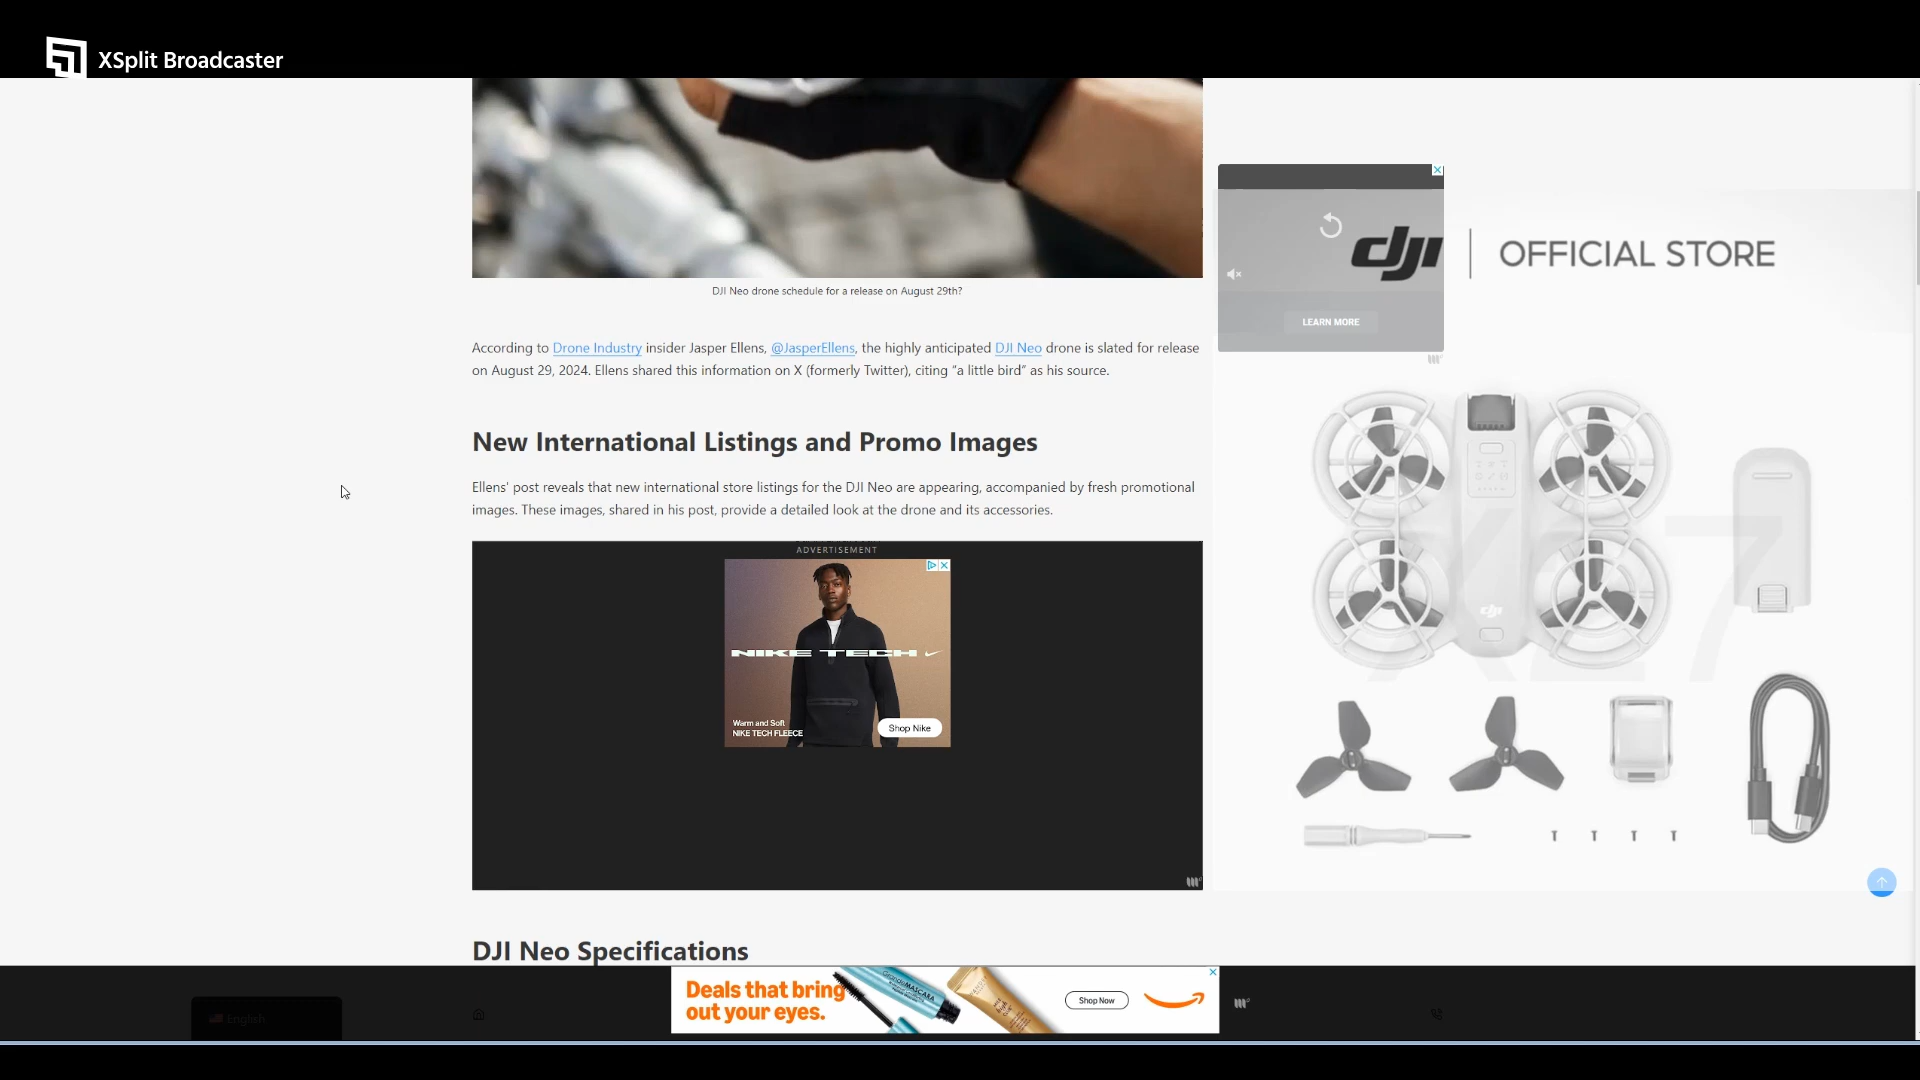 XSplit Broadcaster
DJI Neo drone schedule for a release on August 29th?
According to Drone Industry insider Jasper Ellens, @JasperEllens, the highly anticipated DJI Neo drone is slated for release
on August 29, 2024. Ellens shared this information on X (formerly Twitter), citing “a little bird” as his source.
New International Listings and Promo Images
Ellens' post reveals that new international store listings for the DJI Neo are appearing, accompanied by fresh promotional
images. These images, shared in his post, provide a detailed look at the drone and its accessories.
ADVERTISEMENT
NIKE TECH
Warm and Soft
NIKE TECH FLEECE
Shop Nike
DJI Neo Specifications
dji OFFICIAL STORE
LEARN MORE
dji
Deals that bring
out your eyes.
Shop Now
English